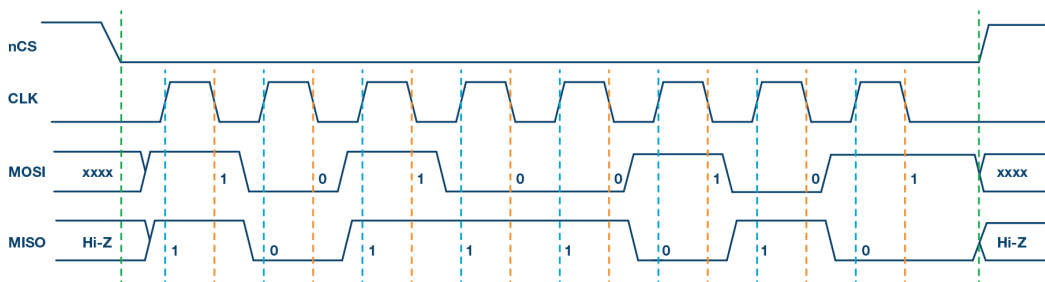 nCS
CLK
MOSI xxxx 1 0 1 0 0 1 0 1 xxxx
MISO Hi-Z 1 0 1 1 1 0 1 0 Hi-Z